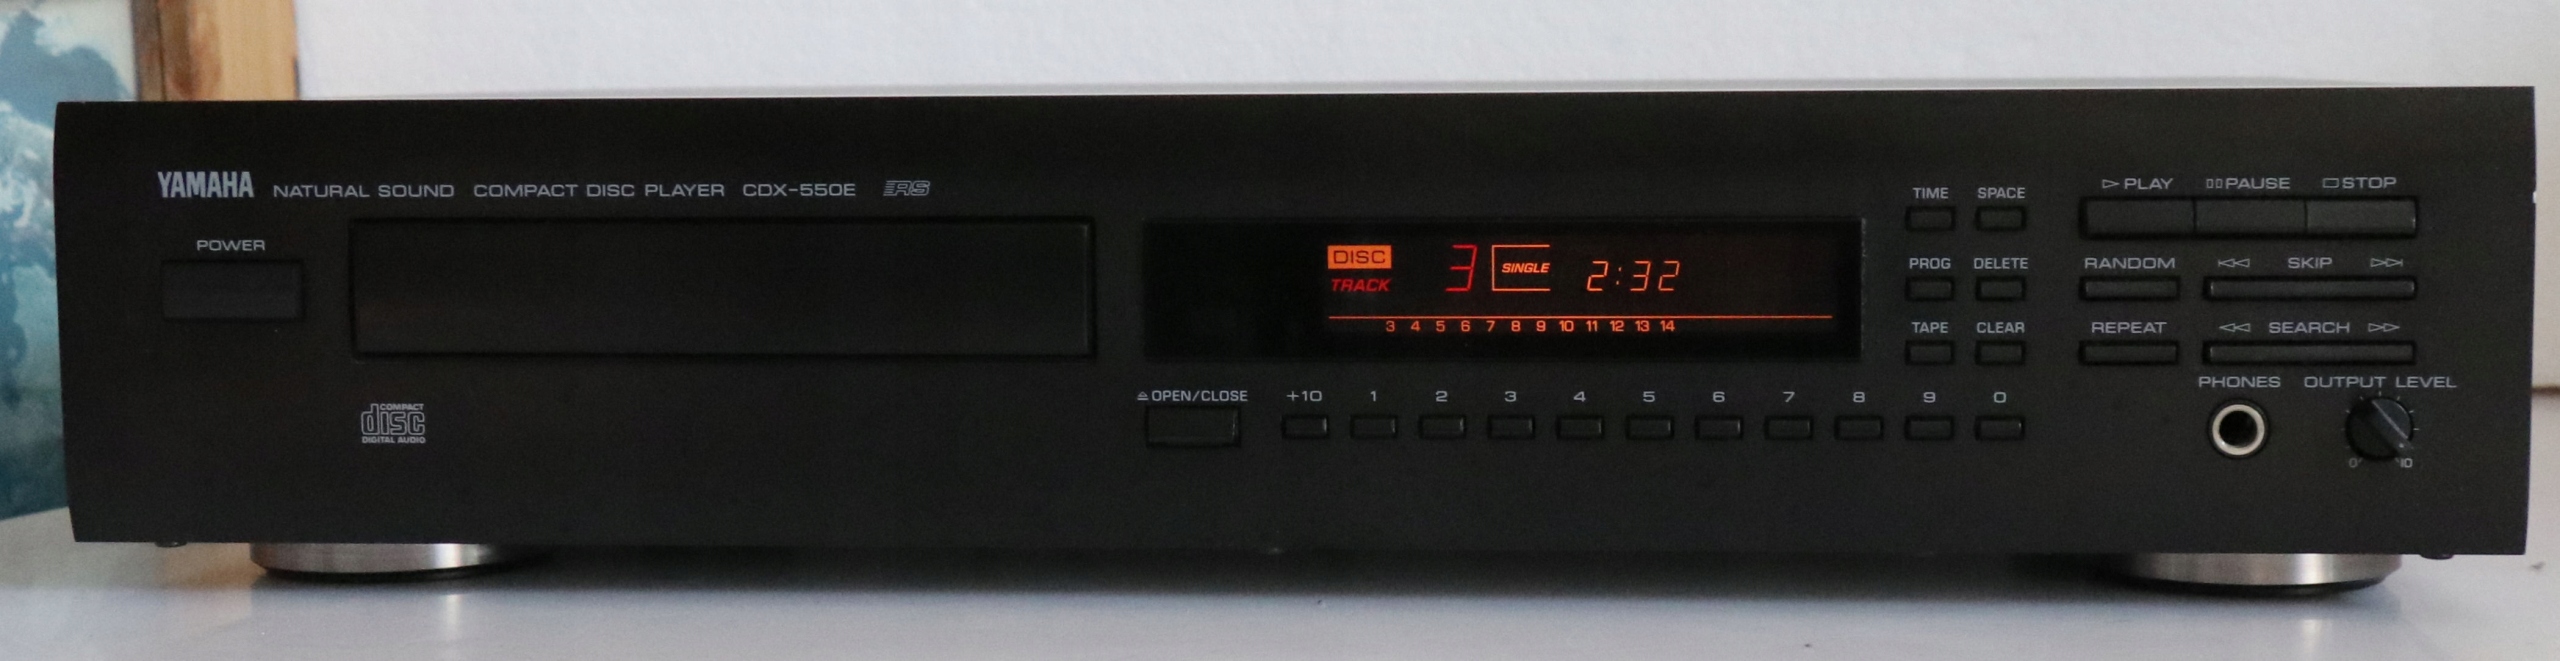 YAMAHA NATURAL SOUND COMPACT DISC PLAYER CDX-550E RS
POWER
COMPACT
disc
DIGITAL AUDIO
DISC
TRACK 3 SINGLE 2:32
3 4 5 6 7 8 9 10 11 12 13 14
OPEN/CLOSE +10 1 2 3 4 5 6 7 8 9 0
TIME SPACE
PROG DELETE
TAPE CLEAR
PLAY PAUSE STOP
RANDOM SKIP
REPEAT SEARCH
PHONES OUTPUT LEVEL
0 10